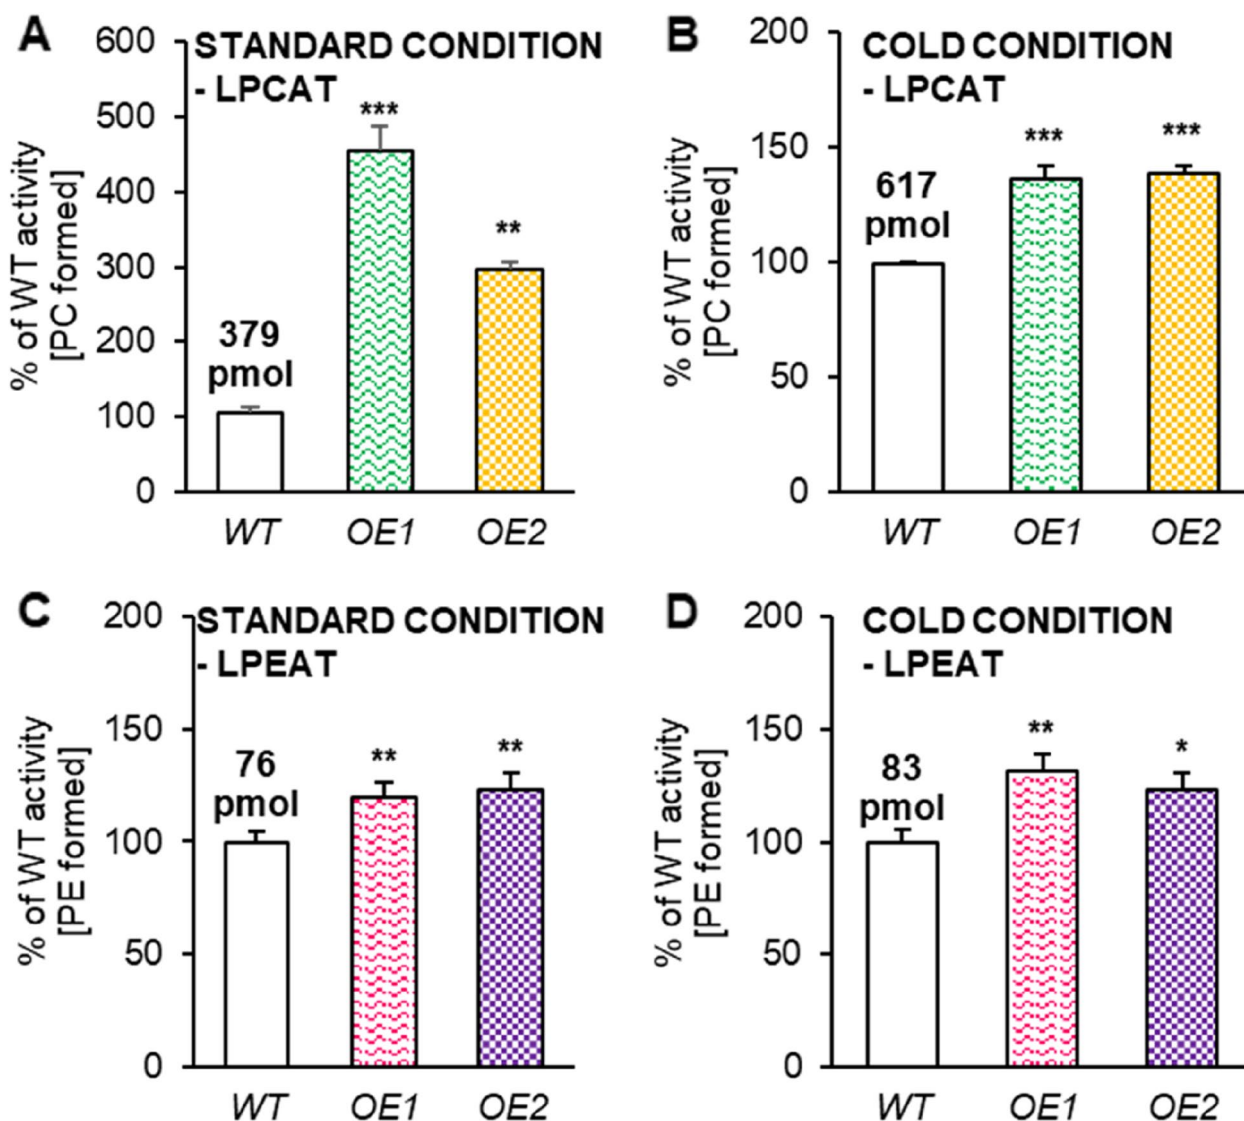 A
STANDARD CONDITION
- LPCAT
% of WT activity
[PC formed]
600
500
400
300
200
100
0
379
pmol
***
**
WT OE1 OE2
B
COLD CONDITION
- LPCAT
% of WT activity
[PC formed]
200
150
100
50
0
617
pmol
***
***
WT OE1 OE2
C
STANDARD CONDITION
- LPEAT
% of WT activity
[PE formed]
200
150
100
50
0
76
pmol
**
**
WT OE1 OE2
D
COLD CONDITION
- LPEAT
% of WT activity
[PE formed]
200
150
100
50
0
83
pmol
**
*
WT OE1 OE2